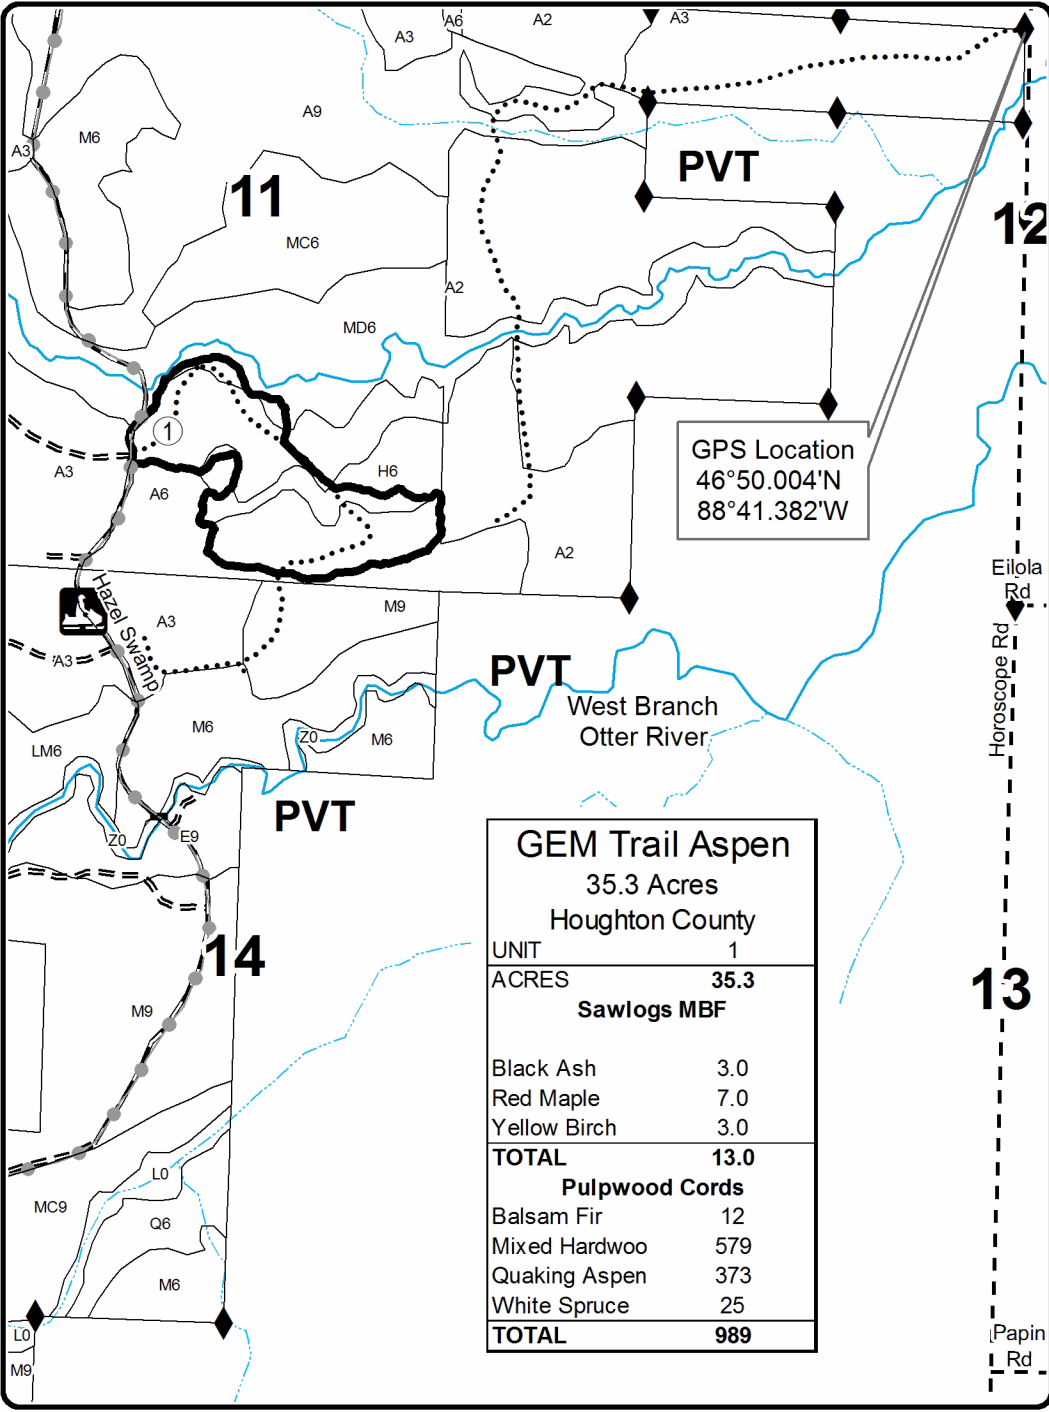 A6
A2
A3
A3
A9
M6
A3
PVT
11
12
MC6
A2
MD6
1
GPS Location
46°50.004'N
88°41.382'W
A3
H6
A6
A2
Eilola
Rd
Hazel Swamp
M9
A3
A3
Horoscope Rd
PVT
West Branch
Otter River
M6
Z0
M6
LM6
PVT
Z0
E9
GEM Trail Aspen
35.3 Acres
Houghton County
UNIT 1
ACRES 35.3
Sawlogs MBF
Black Ash 3.0
Red Maple 7.0
Yellow Birch 3.0
TOTAL 13.0
Pulpwood Cords
Balsam Fir 12
Mixed Hardwoo 579
Quaking Aspen 373
White Spruce 25
TOTAL 989
14
13
M9
L0
MC9
Q6
M6
L0
M9
Papin
Rd